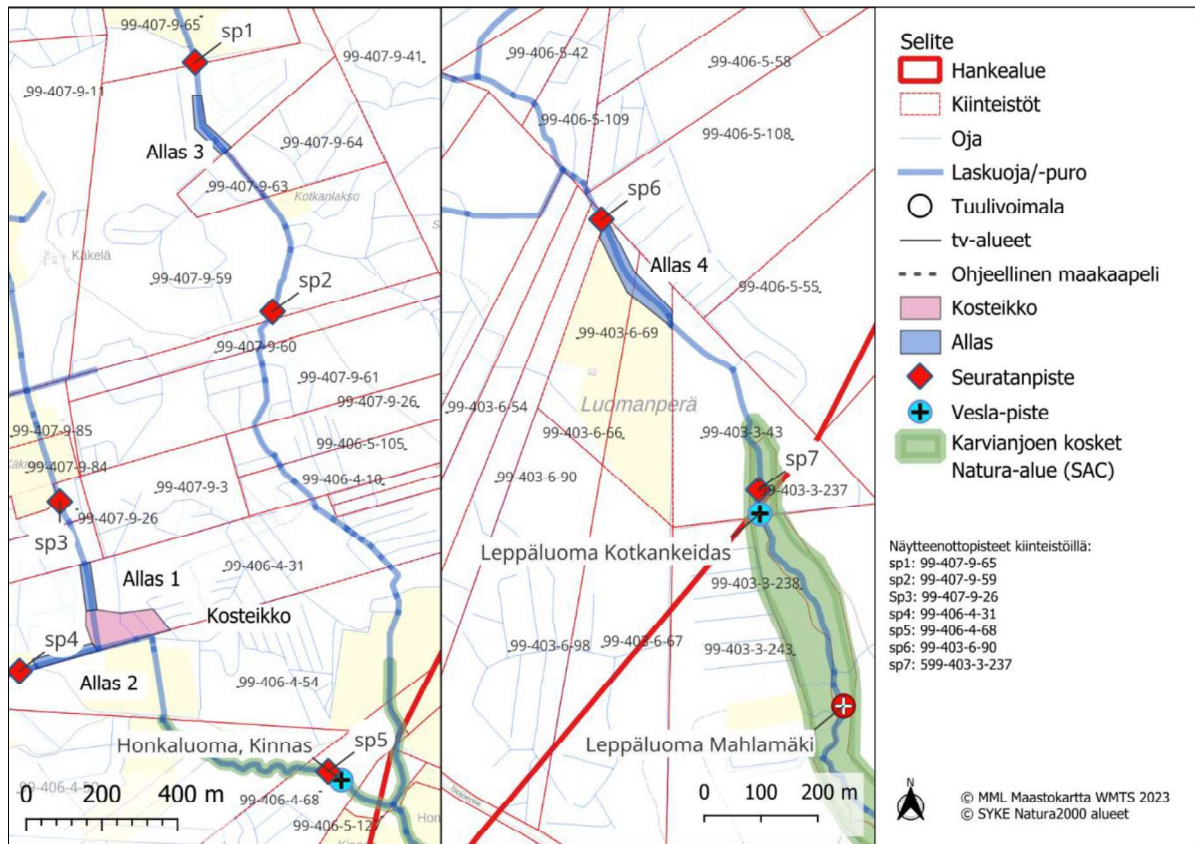 99-407-9-65
sp1
99-407-9-41
99-407-9-11
Allas 3
99-407-9-64
99-407-9-63
Kotkanlakso
Käkelä
99-407-9-59
sp2
99-407-9-60
99-407-9-61
99-407-9-26
99-407-9-85
99-406-5-105
99-407-9-84
99-406-4-10
99-407-9-3
99-407-9-26
sp3
Allas 1
99-406-4-31
Kosteikko
sp4
Allas 2
99-406-4-54
Honkaluoma, Kinnas
sp5
99-406-4-68
99-406-5-127
0 200 400 m
99-406-5-42
99-406-5-58
99-406-5-109
99-406-5-108
sp6
Allas 4
99-406-5-55
99-403-6-69
99-403-6-54
Luomanperä
99-403-6-66
99-403-3-43
sp7
99-403-6-90
99-403-3-237
Leppäluoma Kotkankeidas
99-403-3-238
99-403-6-98
99-403-6-67
99-403-3-243
Leppäluoma Mahlamäki
0 100 200 m
Selite
Hankealue
Kiinteistöt
Oja
Laskuoja/-puro
Tuulivoimala
tv-alueet
Ohjeellinen maakaapeli
Kosteikko
Allas
Seuratanpiste
Vesla-piste
Karvianjoen kosket
Natura-alue (SAC)
Näytteenottopisteet kiinteistöillä:
sp1: 99-407-9-65
sp2: 99-407-9-59
Sp3: 99-407-9-26
sp4: 99-406-4-31
sp5: 99-406-4-68
sp6: 99-403-6-90
sp7: 599-403-3-237
© MML Maastokartta WMTS 2023
© SYKE Natura2000 alueet